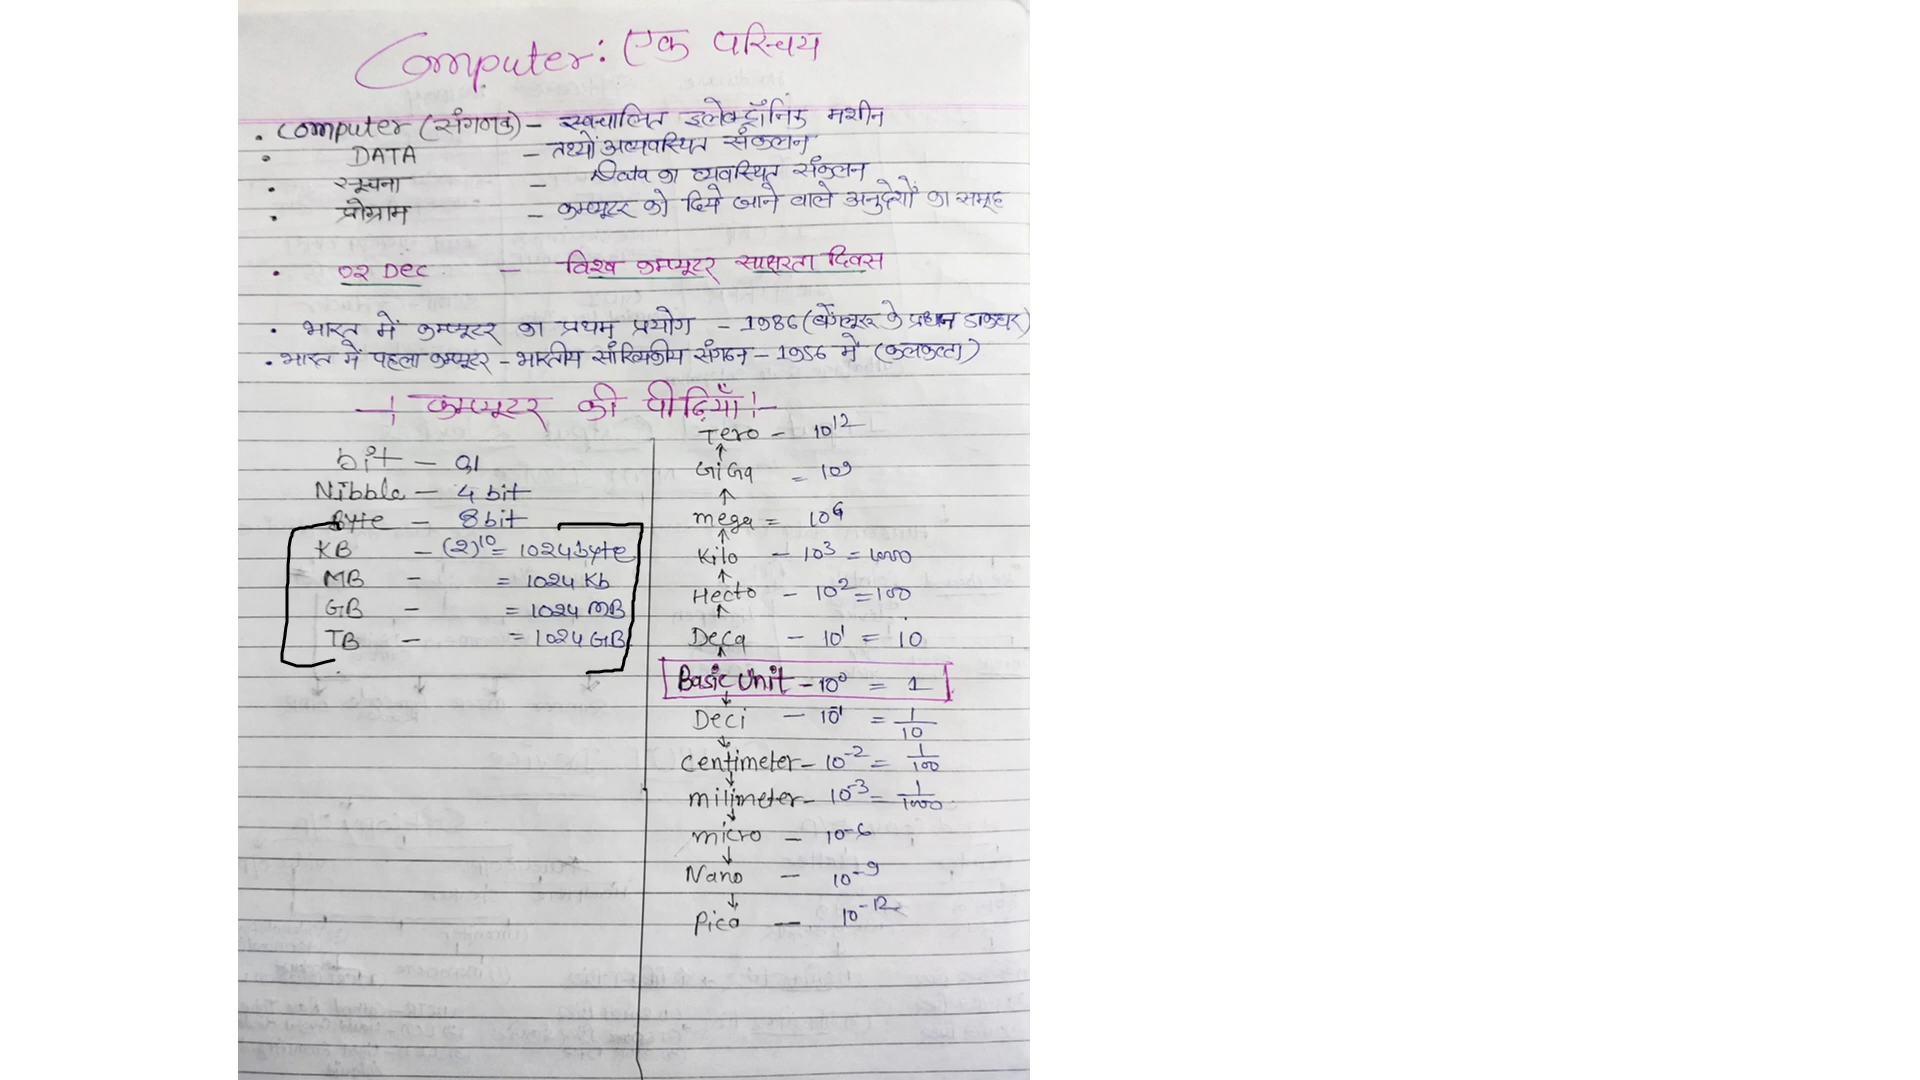 Computer: एक परिचय
. Computer (संगणक) - स्वचालित इलेक्ट्रॉनिक मशीन
. DATA - तथ्यों अव्यवस्थित संकलन
. सूचना - Data का व्यवस्थित संकलन
. प्रोग्राम - कम्प्यूटर को दिये जाने वाले अनुदेशों का समूह
. 02 Dec - विश्व कम्प्यूटर साक्षरता दिवस
. भारत में कम्प्यूटर का प्रथम प्रयोग - 1986 (बेंगलूरू के प्रधान डाकघर)
. भारत में पहला कम्प्यूटर - भारतीय सांख्यिकीय संगठन - 1956 में (कलकत्ता)
कम्प्यूटर की पीढ़ियाँ!-
bit - 0,1
Nibble - 4 bit
Byte - 8 bit
KB - (2)¹⁰ = 1024 byte
MB - = 1024 Kb
GB - = 1024 MB
TB - = 1024 GB
Tero - 10¹²
↑
GiGa = 10⁹
↑
mega = 10⁶
↑
Kilo - 10³ = 1000
↑
Hecto - 10² = 100
↑
Deca - 10¹ = 10
↑
Basic Unit - 10⁰ = 1
↓
Deci - 10⁻¹ = 1/10
↓
Centimeter - 10⁻² = 1/100
↓
milimeter - 10⁻³ = 1/1000
↓
micro - 10⁻⁶
↓
Nano - 10⁻⁹
↓
Pico - 10⁻¹²